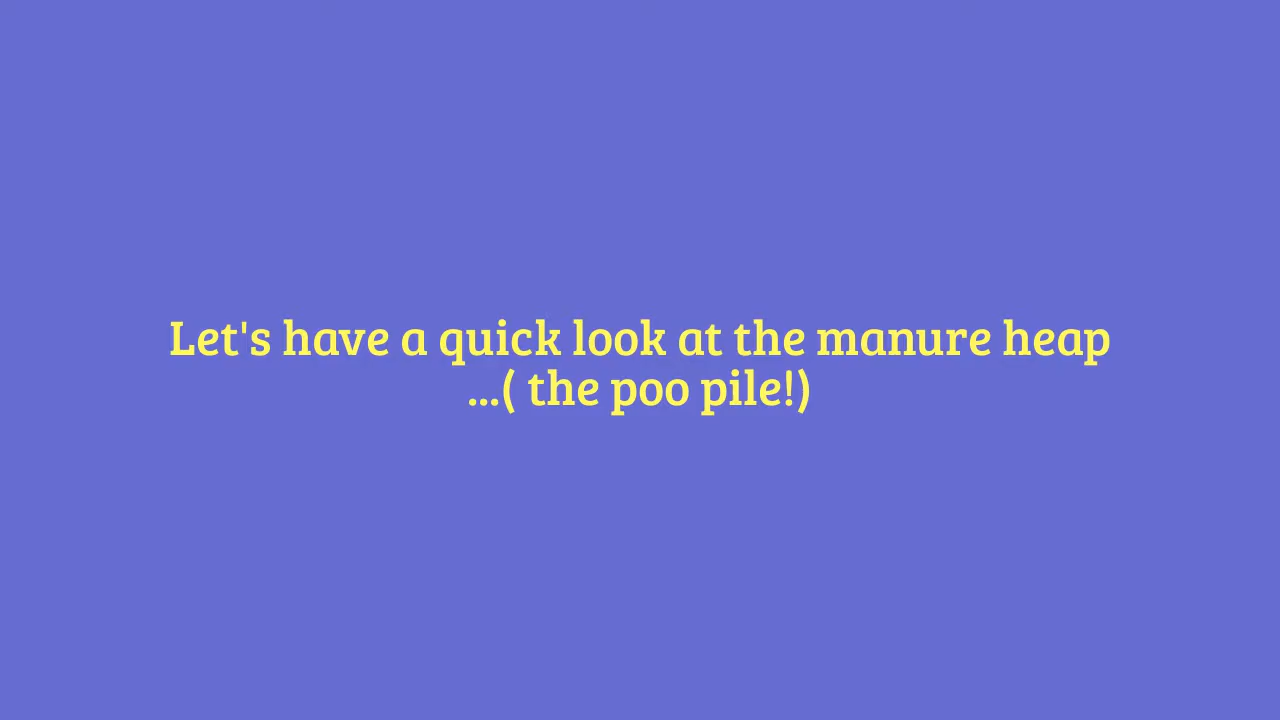 Let's have a quick look at the manure heap
...( the poo pile!)